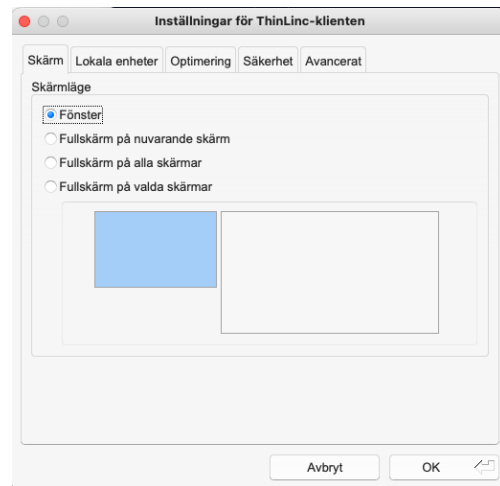 Inställningar för ThinLinc-klienten
Skärm Lokala enheter Optimering Säkerhet Avancerat
Skärmläge
Fönster
Fullskärm på nuvarande skärm
Fullskärm på alla skärmar
Fullskärm på valda skärmar
Avbryt OK